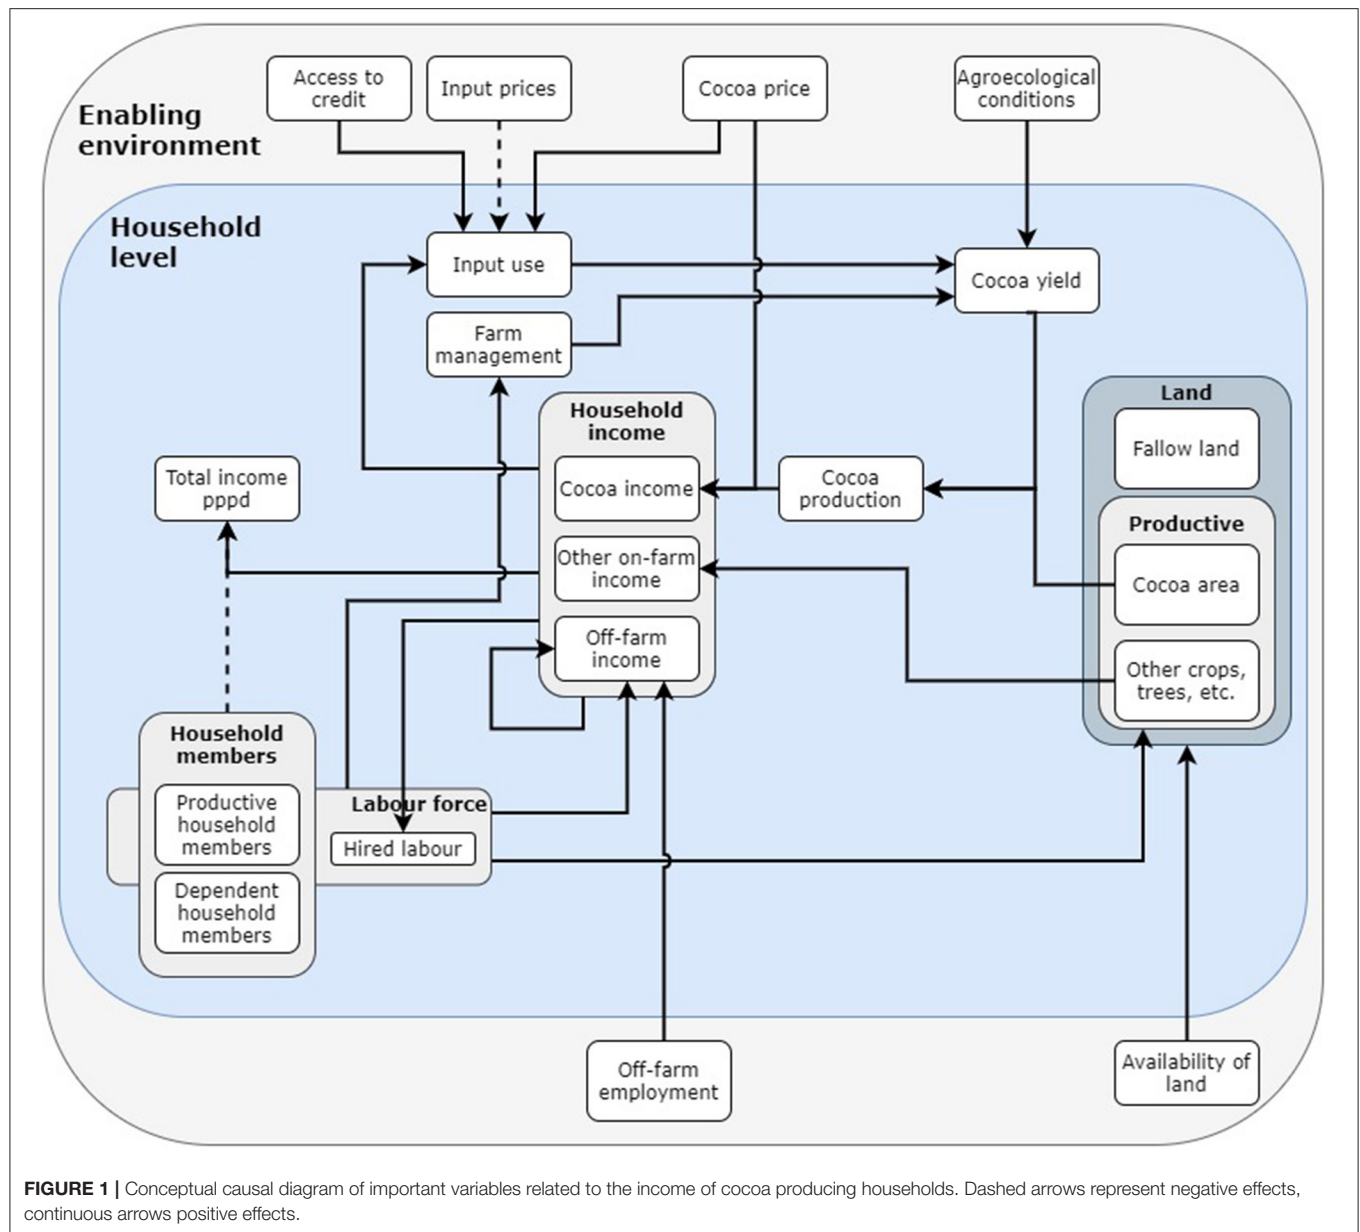 Access to
credit
Input prices
Cocoa price
Agroecological
conditions
Enabling
environment
Household
level
Input use
Cocoa yield
Farm
management
Land
Fallow land
Household
income
Total income
pppd
Cocoa income
Cocoa
production
Productive
Other on-farm
income
Cocoa area
Off-farm
income
Other crops,
trees, etc.
Household
members
Productive
household
members
Labour force
Hired labour
Dependent
household
members
Off-farm
employment
Availability of
land
FIGURE 1 | Conceptual causal diagram of important variables related to the income of cocoa producing households. Dashed arrows represent negative effects,
continuous arrows positive effects.